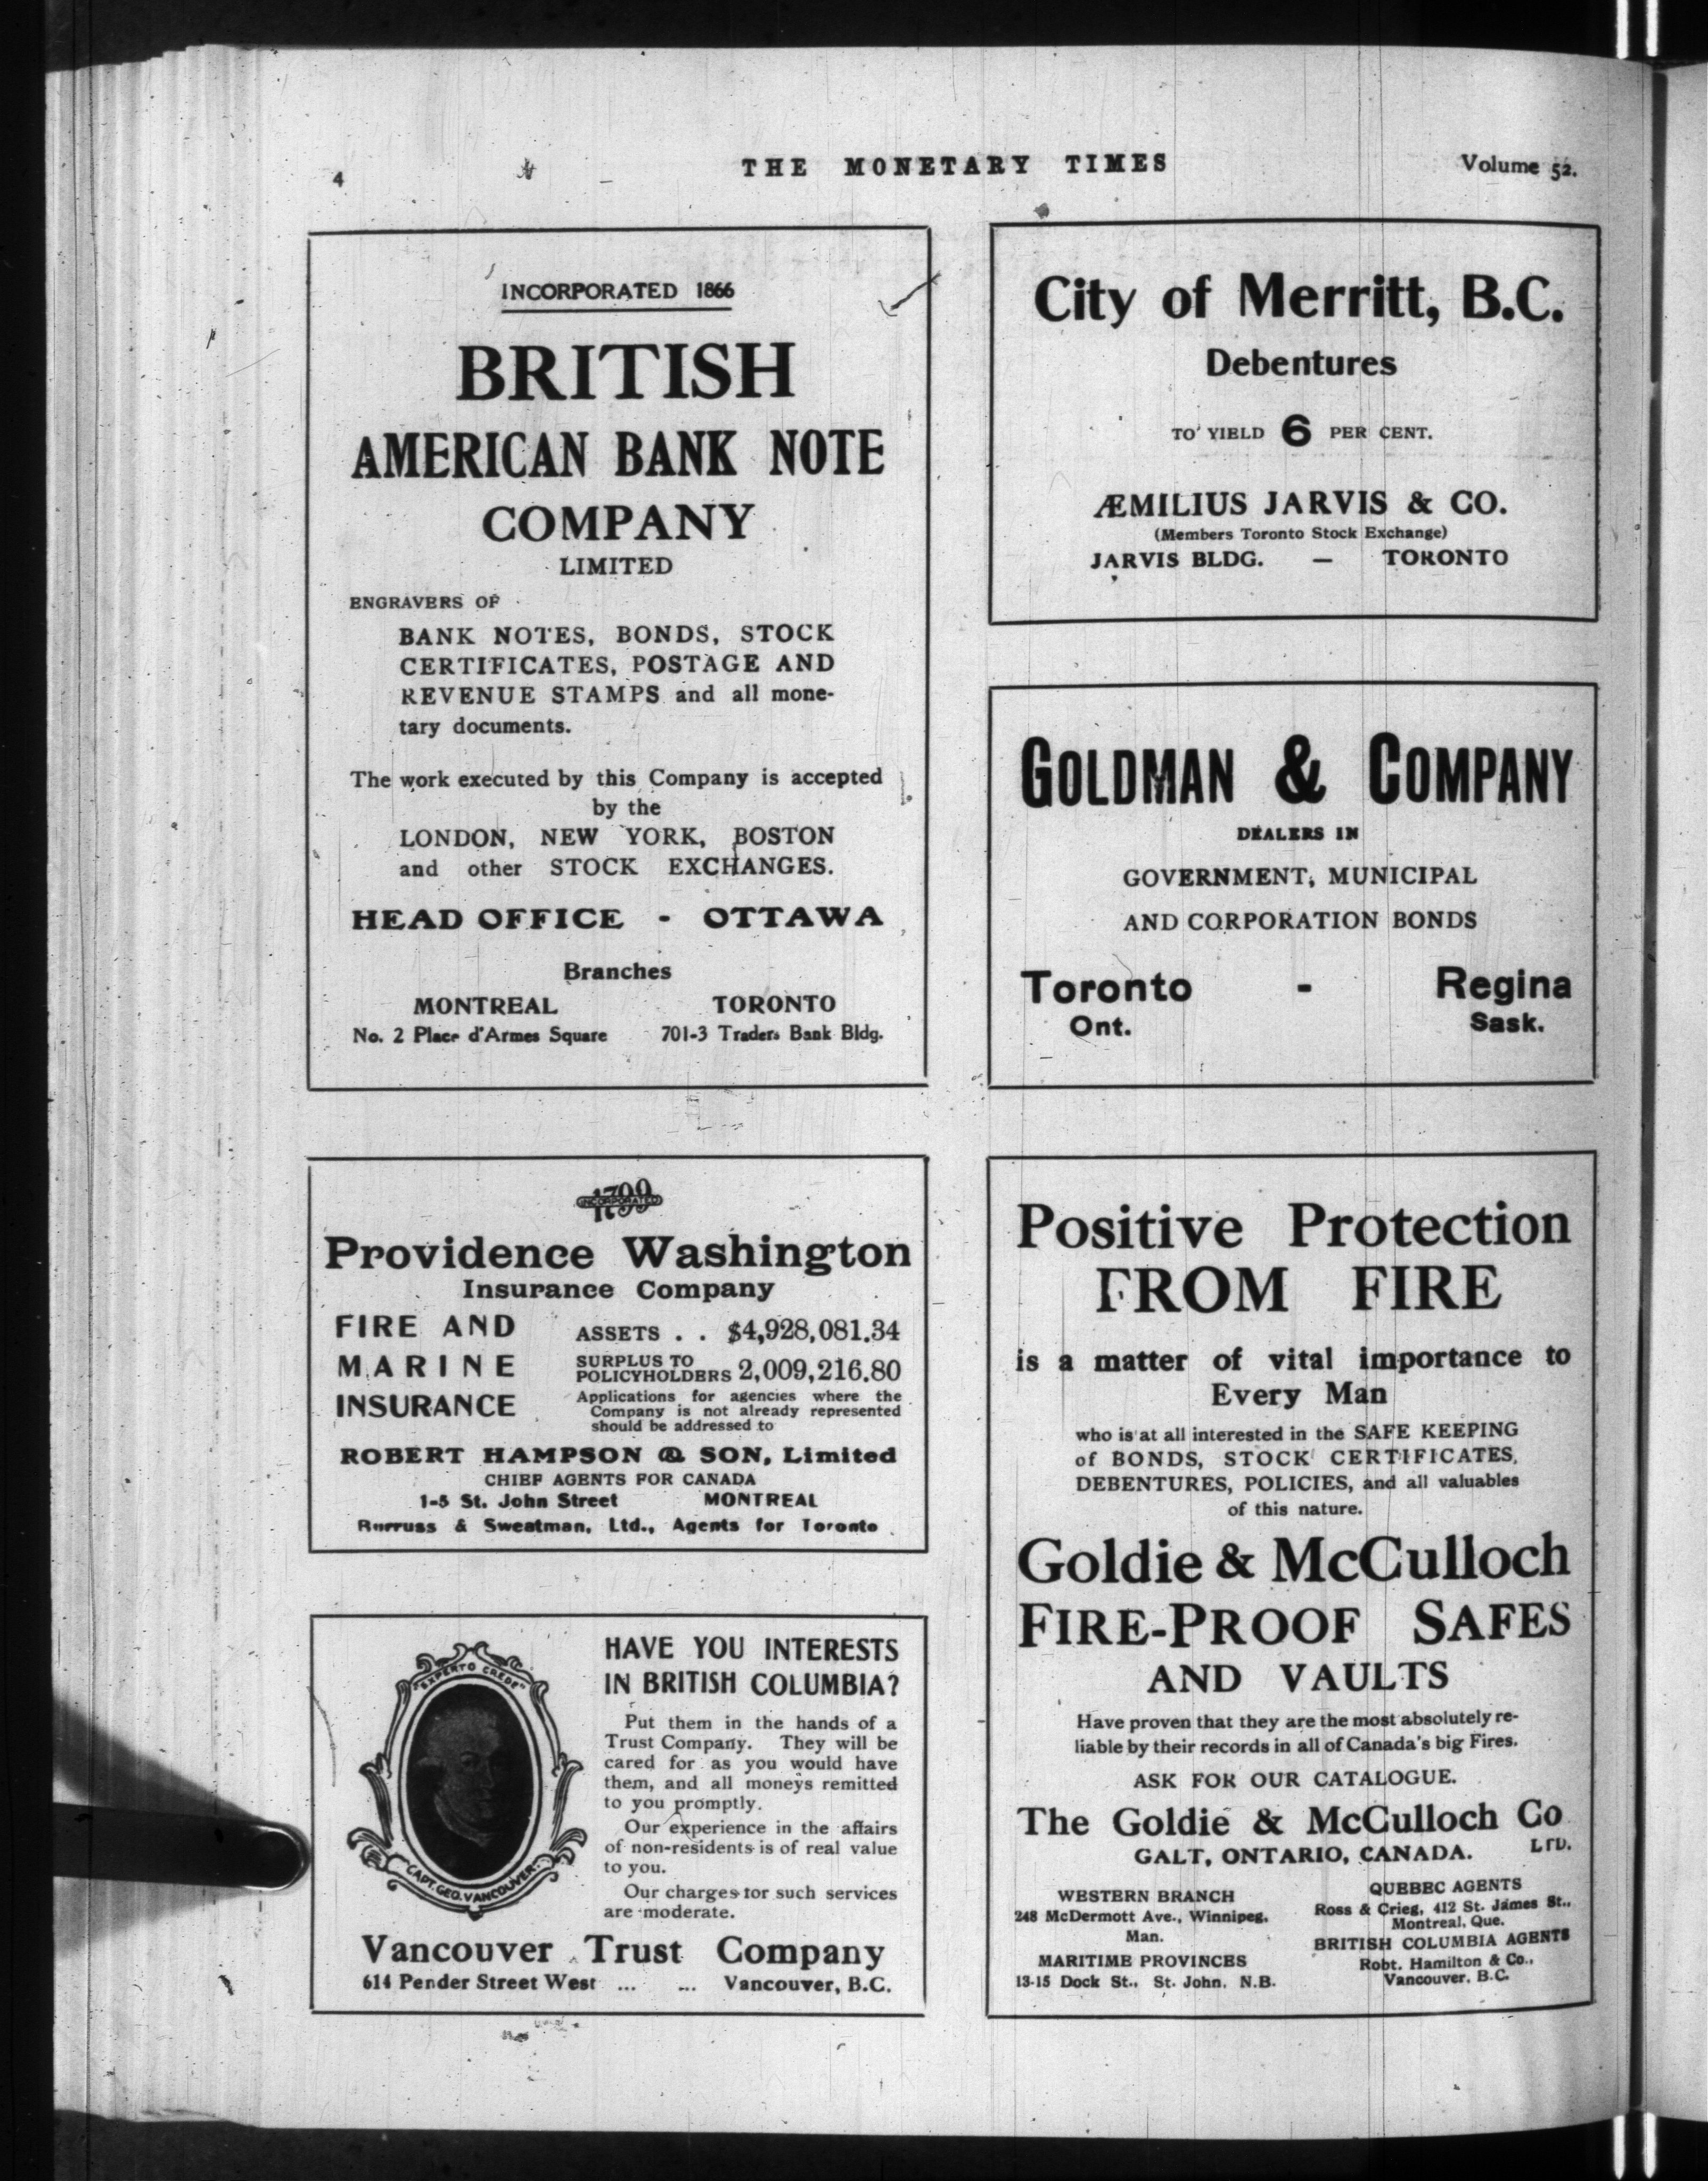 4
THE MONETARY TIMES
Volume 52.
INCORPORATED 1866
BRITISH
AMERICAN BANK NOTE
COMPANY
LIMITED
ENGRAVERS OF
BANK NOTES, BONDS, STOCK
CERTIFICATES, POSTAGE AND
REVENUE STAMPS and all mone-
tary documents.
The work executed by this Company is accepted
by the
LONDON, NEW YORK, BOSTON
and other STOCK EXCHANGES.
HEAD OFFICE - OTTAWA
Branches
MONTREAL TORONTO
No. 2 Place d'Armes Square 701-3 Traders Bank Bldg.
1799
INCORPORATED
Providence Washington
Insurance Company
FIRE AND
MARINE
INSURANCE
ASSETS . . $4,928,081.34
SURPLUS TO
POLICYHOLDERS 2,009,216.80
Applications for agencies where the
Company is not already represented
should be addressed to
ROBERT HAMPSON & SON, Limited
CHIEF AGENTS FOR CANADA
1-5 St. John Street MONTREAL
Burruss & Sweatman, Ltd., Agents for Toronto
"EXPERTO CREDE"
CAPT. GEO. VANCOUVER.
HAVE YOU INTERESTS
IN BRITISH COLUMBIA?
Put them in the hands of a
Trust Company. They will be
cared for as you would have
them, and all moneys remitted
to you promptly.
Our experience in the affairs
of non-residents is of real value
to you.
Our charges for such services
are moderate.
Vancouver Trust Company
614 Pender Street West ... ... Vancouver, B.C.
City of Merritt, B.C.
Debentures
TO YIELD 6 PER CENT.
ÆMILIUS JARVIS & CO.
(Members Toronto Stock Exchange)
JARVIS BLDG. — TORONTO
GOLDMAN & COMPANY
DEALERS IN
GOVERNMENT, MUNICIPAL
AND CORPORATION BONDS
Toronto - Regina
Ont. Sask.
Positive Protection
FROM FIRE
is a matter of vital importance to
Every Man
who is at all interested in the SAFE KEEPING
of BONDS, STOCK CERTIFICATES,
DEBENTURES, POLICIES, and all valuables
of this nature.
Goldie & McCulloch
FIRE-PROOF SAFES
AND VAULTS
Have proven that they are the most absolutely re-
liable by their records in all of Canada's big Fires.
ASK FOR OUR CATALOGUE.
The Goldie & McCulloch Co
GALT, ONTARIO, CANADA. LTD.
WESTERN BRANCH
248 McDermott Ave., Winnipeg,
Man.
MARITIME PROVINCES
13-15 Dock St., St. John, N.B.
QUEBEC AGENTS
Ross & Crieg, 412 St. James St.,
Montreal, Que.
BRITISH COLUMBIA AGENTS
Robt. Hamilton & Co.,
Vancouver, B.C.